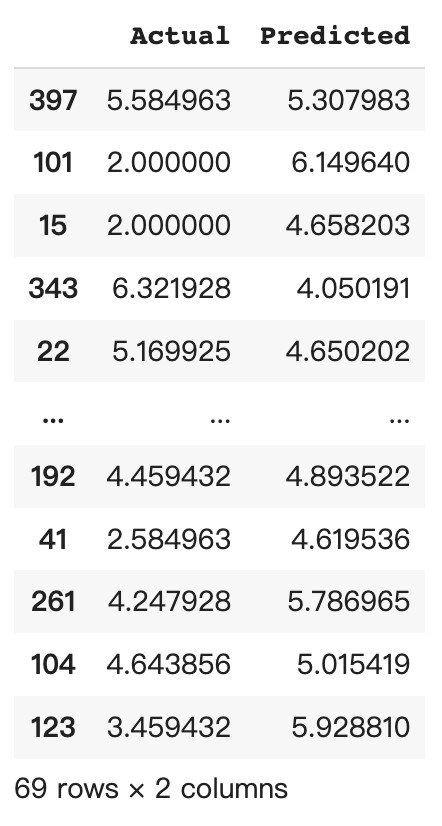 Actual Predicted
397 5.584963 5.307983
101 2.000000 6.149640
15 2.000000 4.658203
343 6.321928 4.050191
22 5.169925 4.650202
... ... ...
192 4.459432 4.893522
41 2.584963 4.619536
261 4.247928 5.786965
104 4.643856 5.015419
123 3.459432 5.928810
69 rows × 2 columns